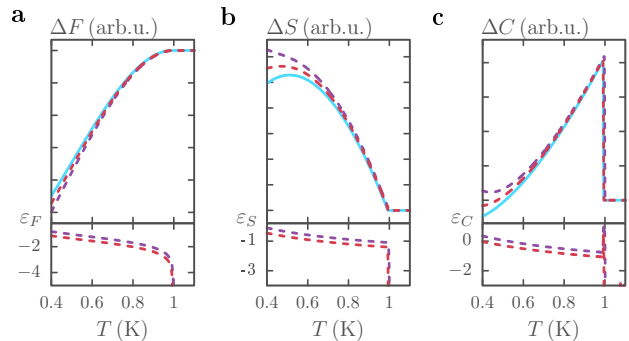 a
b
c
ΔF (arb.u.)
ΔS (arb.u.)
ΔC (arb.u.)
ε_F
ε_S
ε_C
−2
−4
-1
-3
0
−2
0.4 0.6 0.8 1
0.4 0.6 0.8 1
0.4 0.6 0.8 1
T (K)
T (K)
T (K)